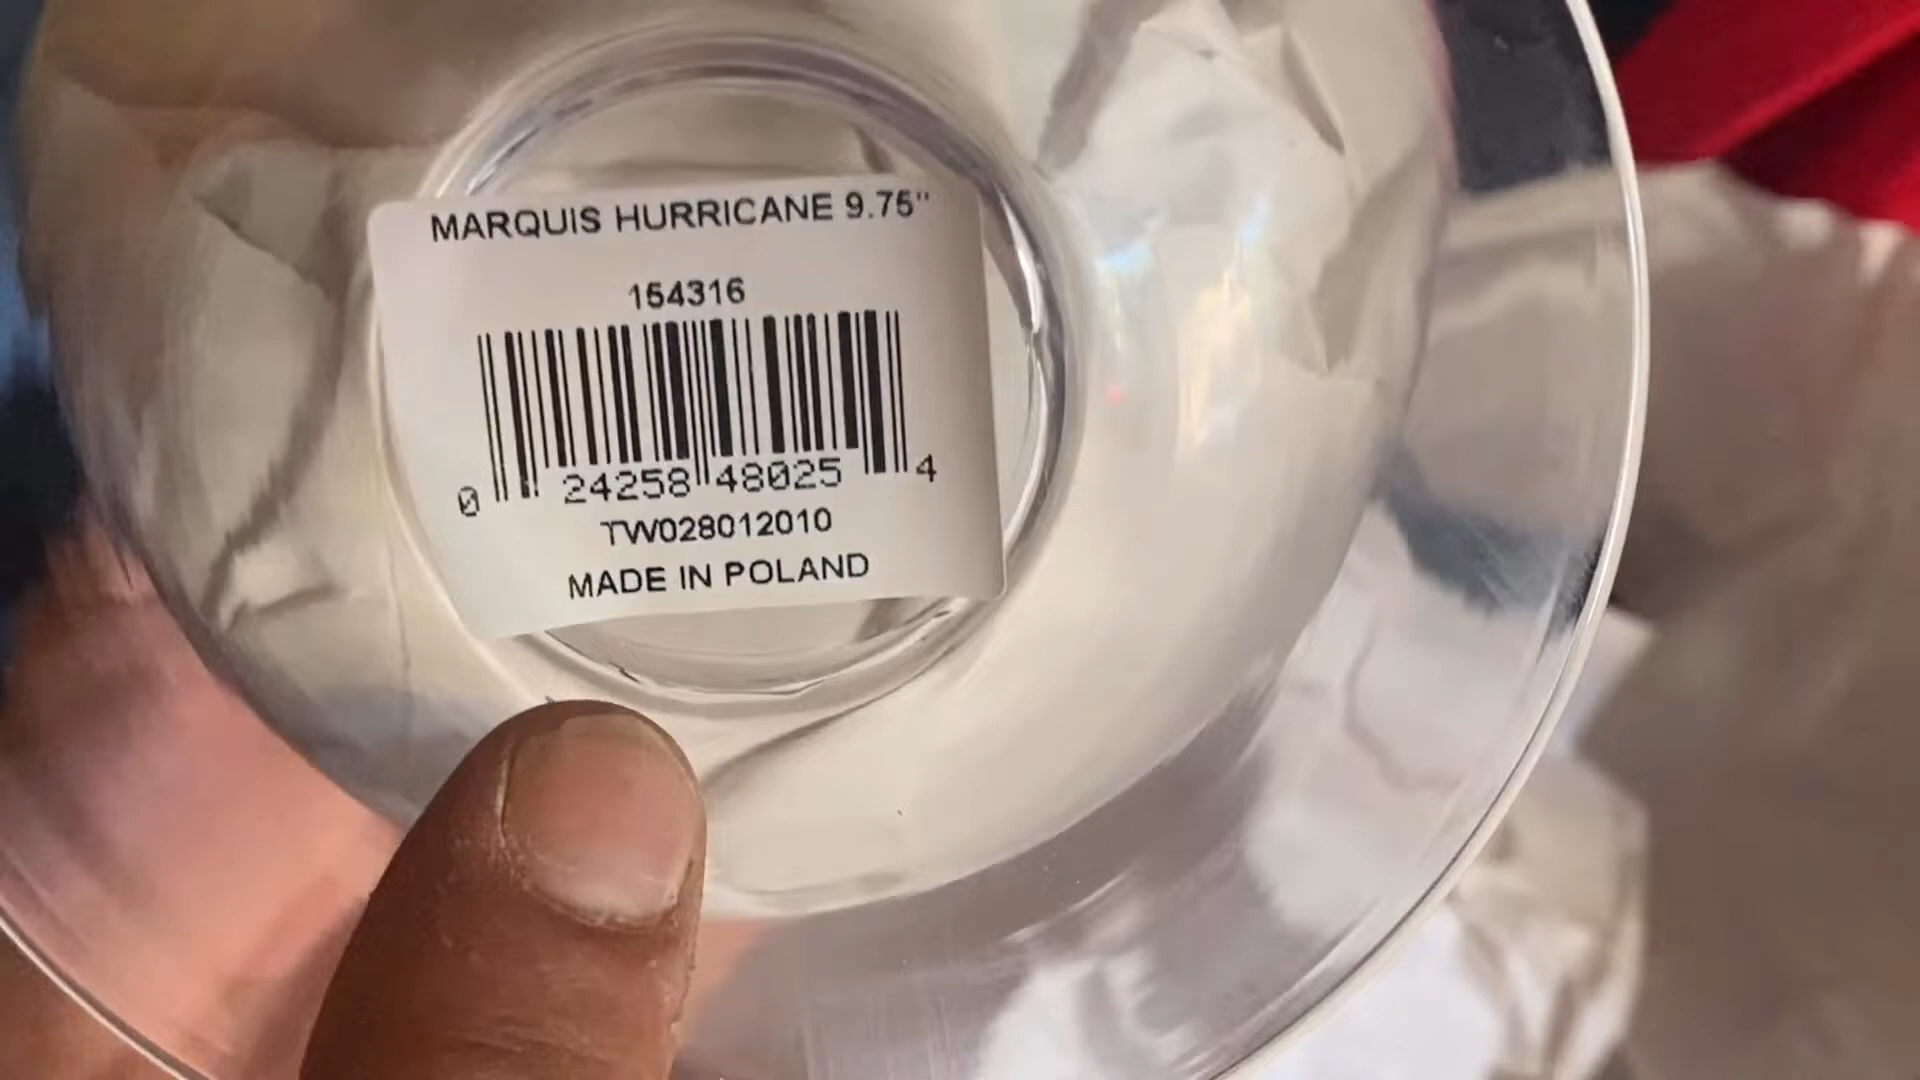 MARQUIS HURRICANE 9.75"
154316
0 24258 48025 4
TW028012010
MADE IN POLAND